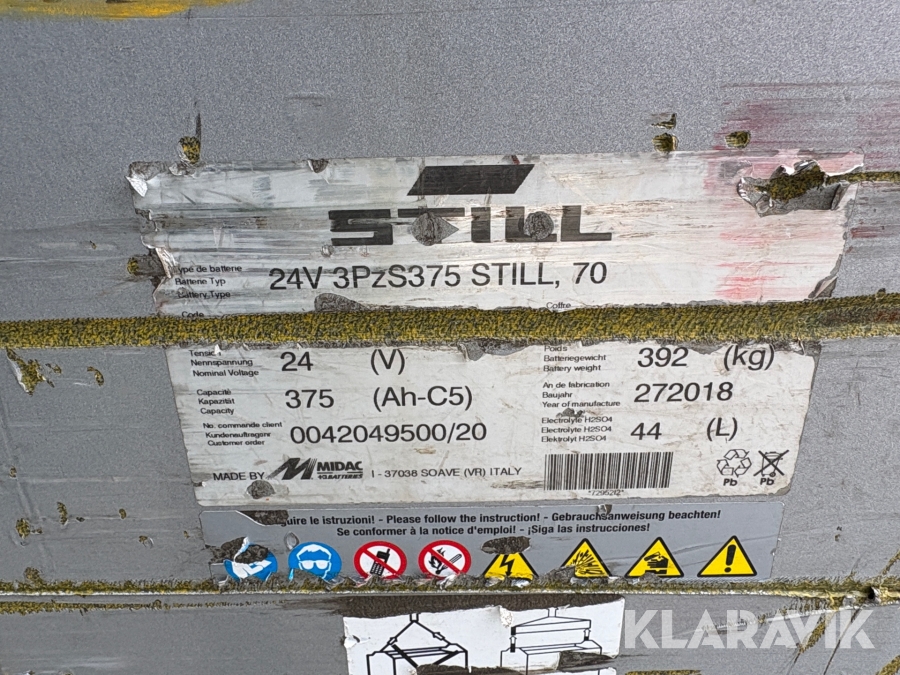 STILL
Type de batterie
Batterie Typ
Battery Type
24V 3PzS375 STILL, 70
Tension
Nennspannung
Nominal Voltage
24 (V)
Poids
Batteriegewicht
Battery weight
392 (kg)
Capacité
Kapazität
Capacity
375 (Ah-C5)
An de fabrication
Baujahr
Year of manufacture
272018
No. commande client
Kundenauftragsnr
Customer order
0042049500/20
Electrolyte H2SO4
Electrolyte H2SO4
Elektrolyt H2SO4
44 (L)
MADE BY MIDAC BATTERIES I - 37038 SOAVE (VR) ITALY
Pb Pb
le istruzioni! - Please follow the instruction! - Gebrauchsanweisung beachten!
Se conformer à la notice d'emploi! - ¡Siga las instrucciones!
KLARAVIK